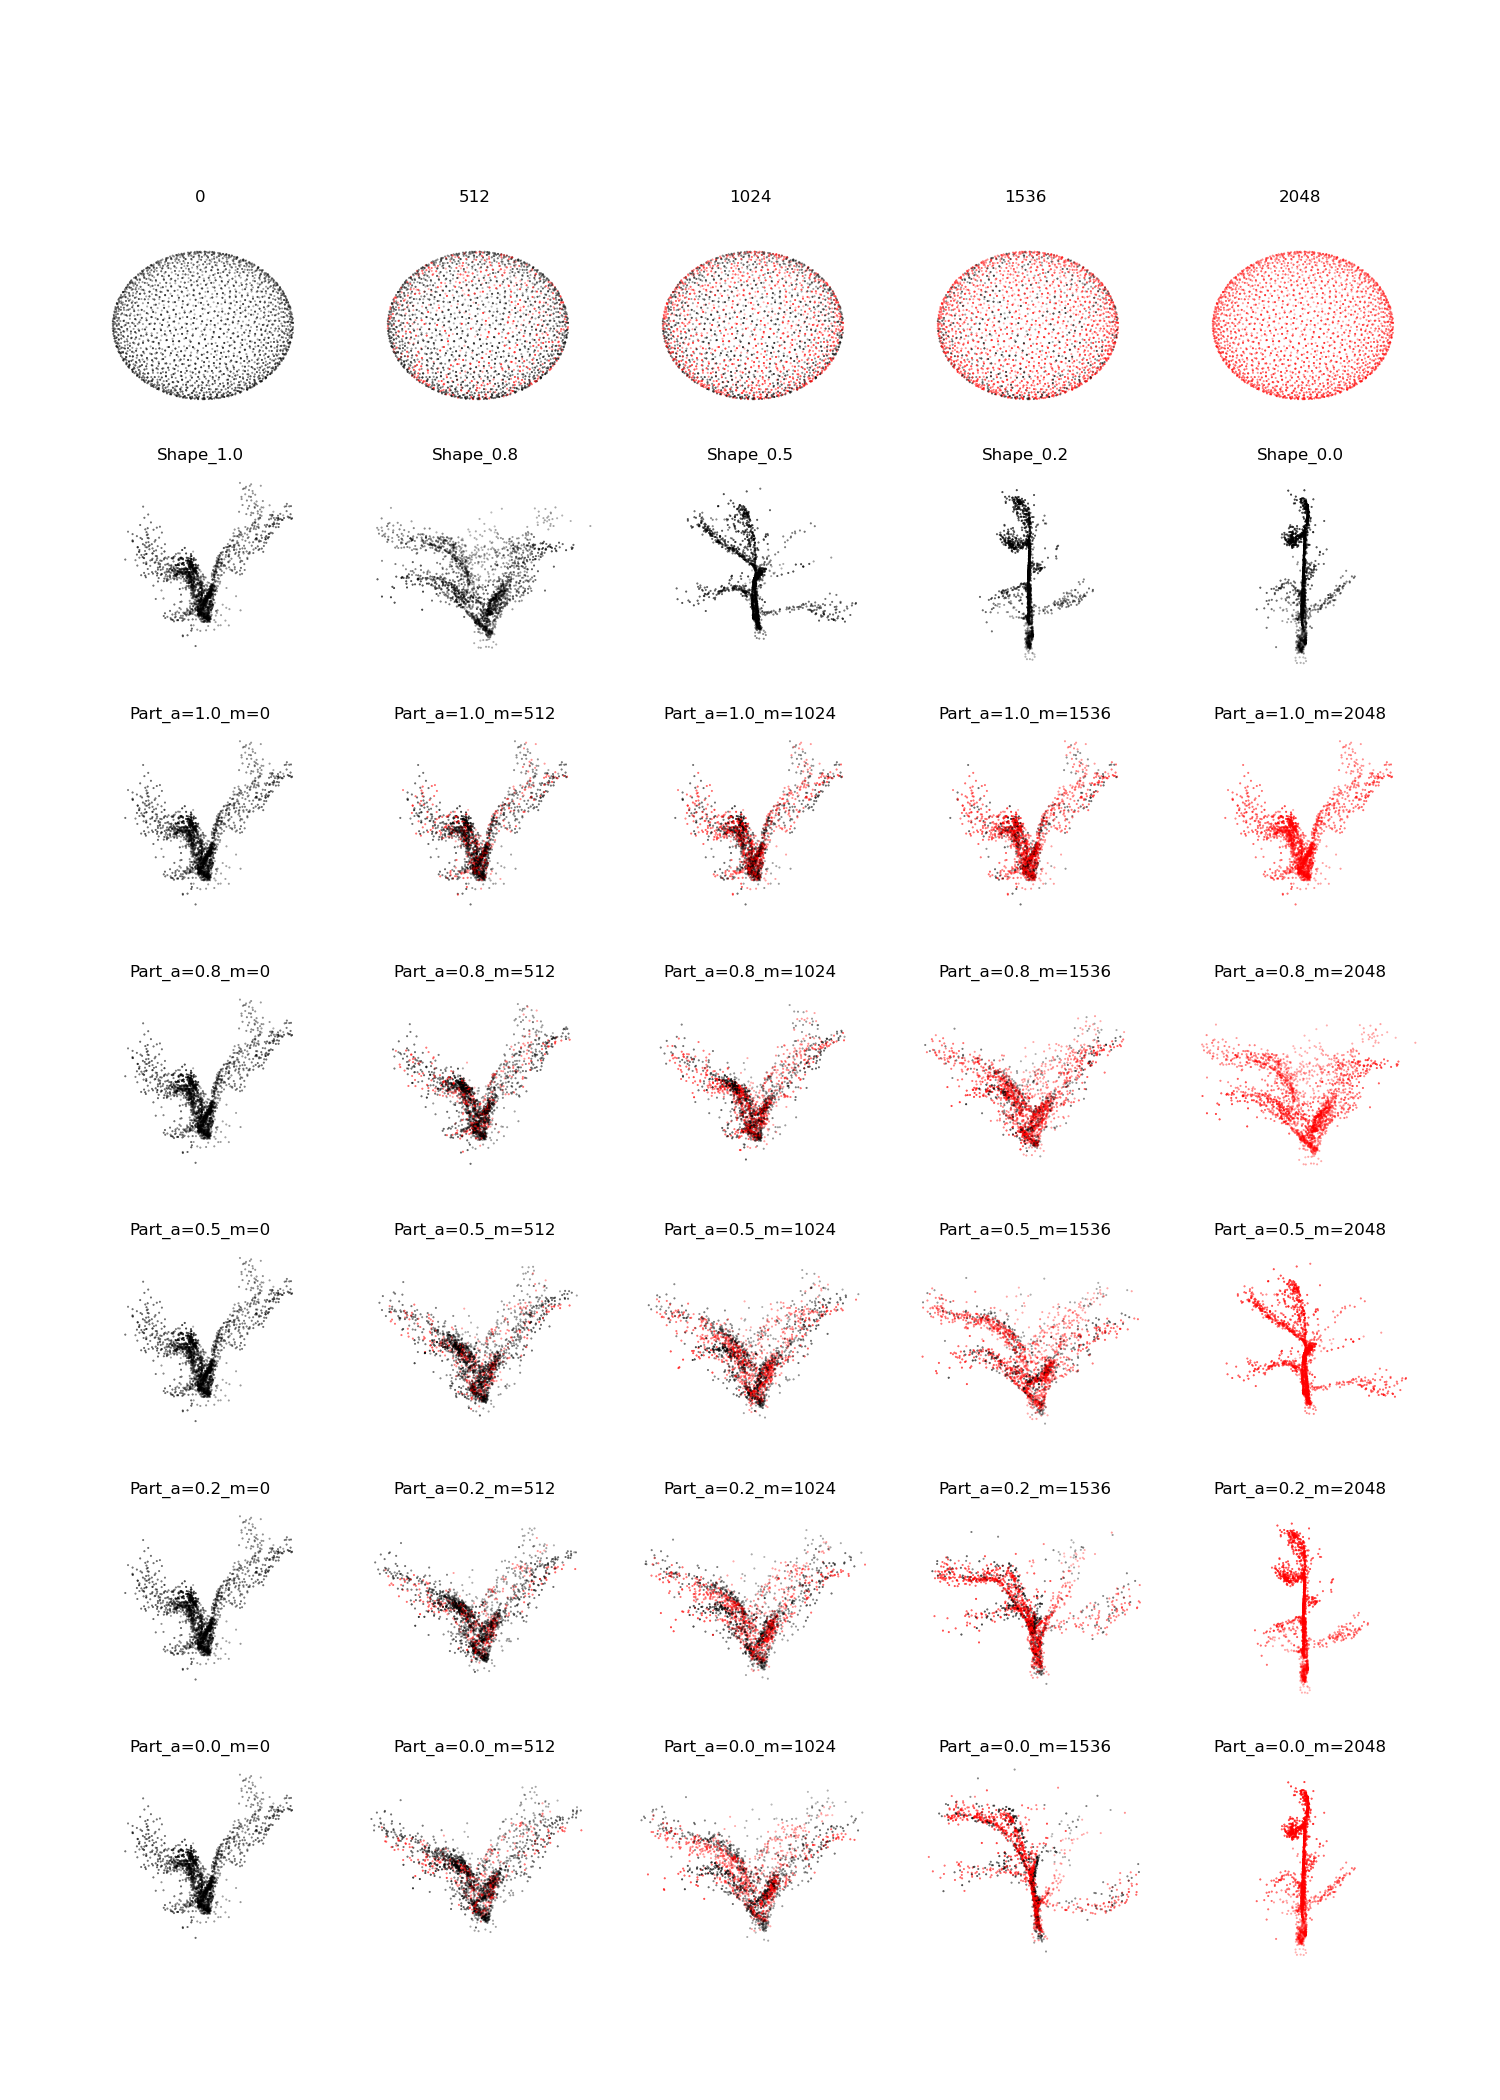 0 512 1024 1536 2048
Shape_1.0 Shape_0.8 Shape_0.5 Shape_0.2 Shape_0.0
Part_a=1.0_m=0 Part_a=1.0_m=512 Part_a=1.0_m=1024 Part_a=1.0_m=1536 Part_a=1.0_m=2048
Part_a=0.8_m=0 Part_a=0.8_m=512 Part_a=0.8_m=1024 Part_a=0.8_m=1536 Part_a=0.8_m=2048
Part_a=0.5_m=0 Part_a=0.5_m=512 Part_a=0.5_m=1024 Part_a=0.5_m=1536 Part_a=0.5_m=2048
Part_a=0.2_m=0 Part_a=0.2_m=512 Part_a=0.2_m=1024 Part_a=0.2_m=1536 Part_a=0.2_m=2048
Part_a=0.0_m=0 Part_a=0.0_m=512 Part_a=0.0_m=1024 Part_a=0.0_m=1536 Part_a=0.0_m=2048